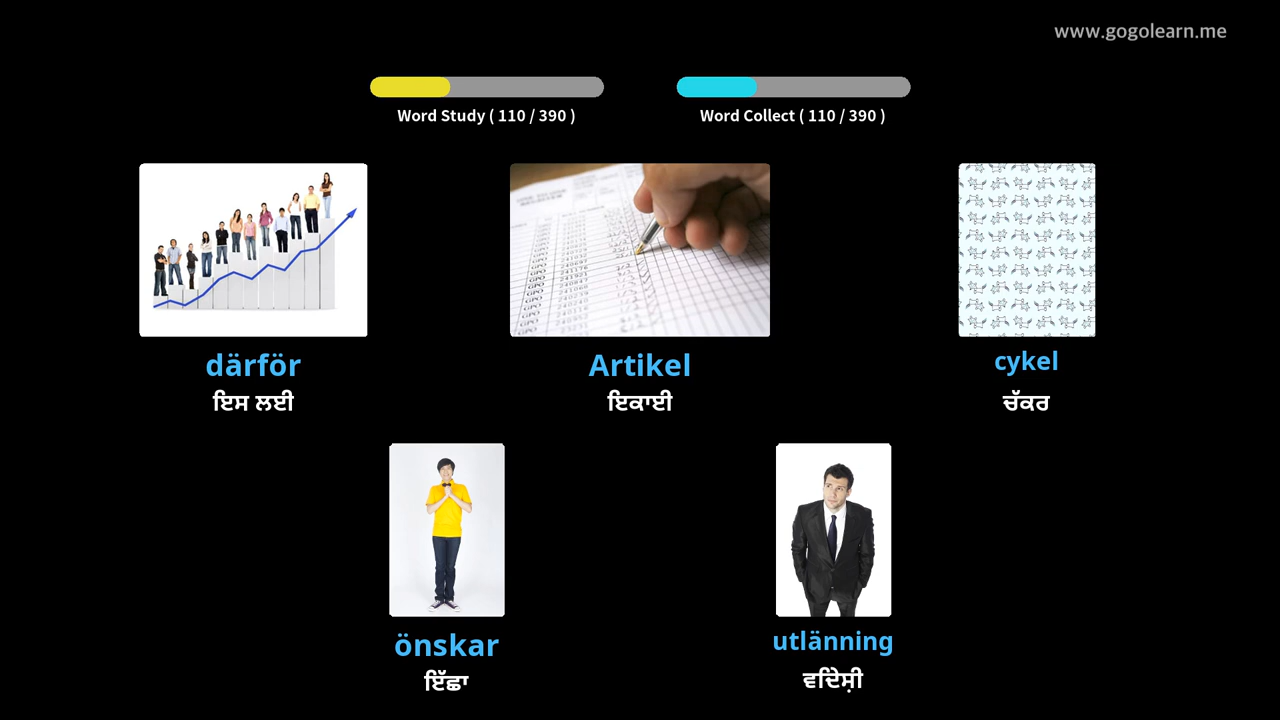 www.gogolearn.me
Word Study ( 110 / 390 )
Word Collect ( 110 / 390 )
därför
ਇਸ ਲਈ
Artikel
ਇਕਾਈ
cykel
ਚੱਕਰ
önskar
ਇੱਛਾ
utlänning
ਵਿਦੇਸ਼ੀ